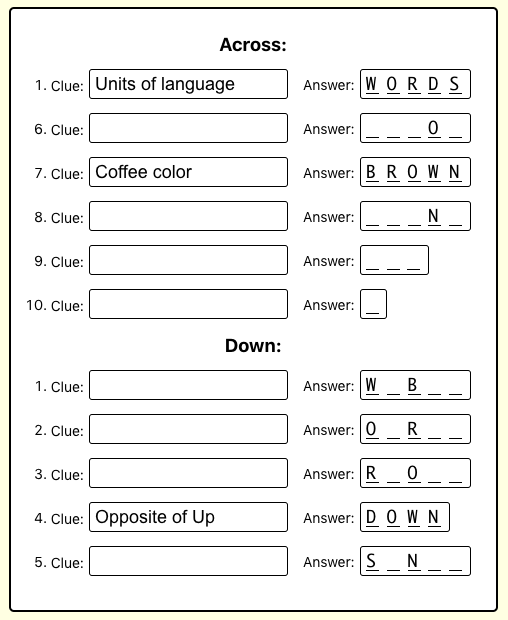 Across:
1. Clue: Units of language Answer: W O R D S
6. Clue: Answer: _ _ _ O _
7. Clue: Coffee color Answer: B R O W N
8. Clue: Answer: _ _ _ N _
9. Clue: Answer: _ _ _
10. Clue: Answer: _
Down:
1. Clue: Answer: W _ B _ _
2. Clue: Answer: O _ R _ _
3. Clue: Answer: R _ O _ _
4. Clue: Opposite of Up Answer: D O W N
5. Clue: Answer: S _ N _ _